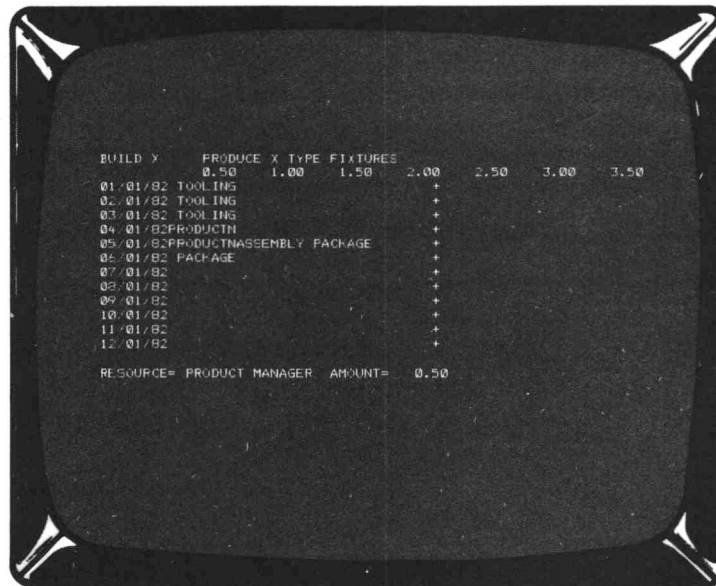 BUILD X PRODUCE X TYPE FIXTURES
0.50 1.00 1.50 2.00 2.50 3.00 3.50
01/01/82 TOOLING +
02/01/82 TOOLING +
03/01/82 TOOLING +
04/01/82PRODUCTN +
05/01/82PRODUCTNASSEMBLY PACKAGE +
06/01/82 PACKAGE +
07/01/82 +
08/01/82 +
09/01/82 +
10/01/82 +
11/01/82 +
12/01/82 +
RESOURCE= PRODUCT MANAGER AMOUNT= 0.50